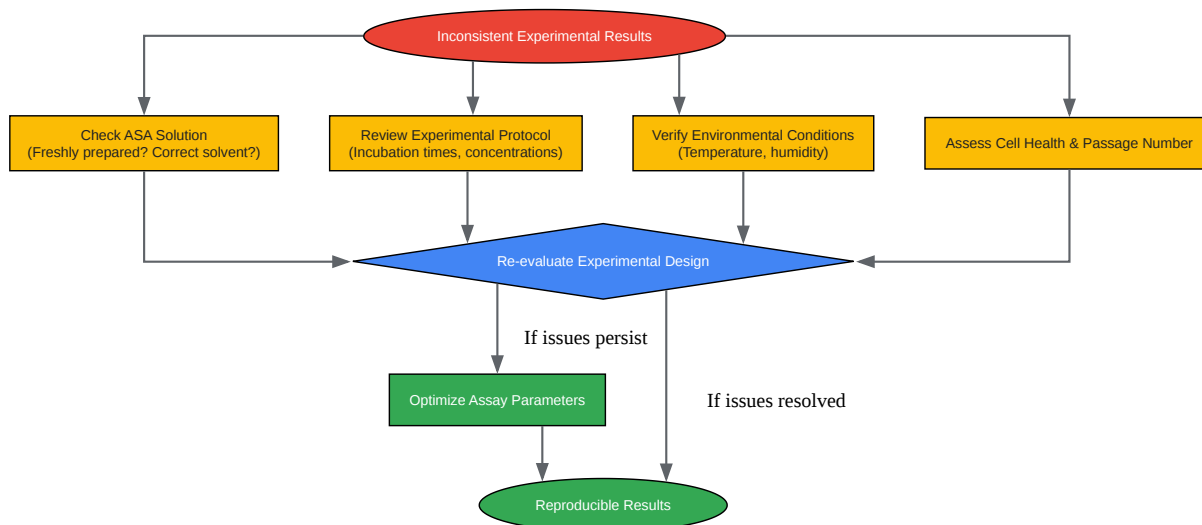 Inconsistent Experimental Results
Check ASA Solution
(Freshly prepared? Correct solvent?)
Review Experimental Protocol
(Incubation times, concentrations)
Verify Environmental Conditions
(Temperature, humidity)
Assess Cell Health & Passage Number
Re-evaluate Experimental Design
If issues persist
Optimize Assay Parameters
If issues resolved
Reproducible Results